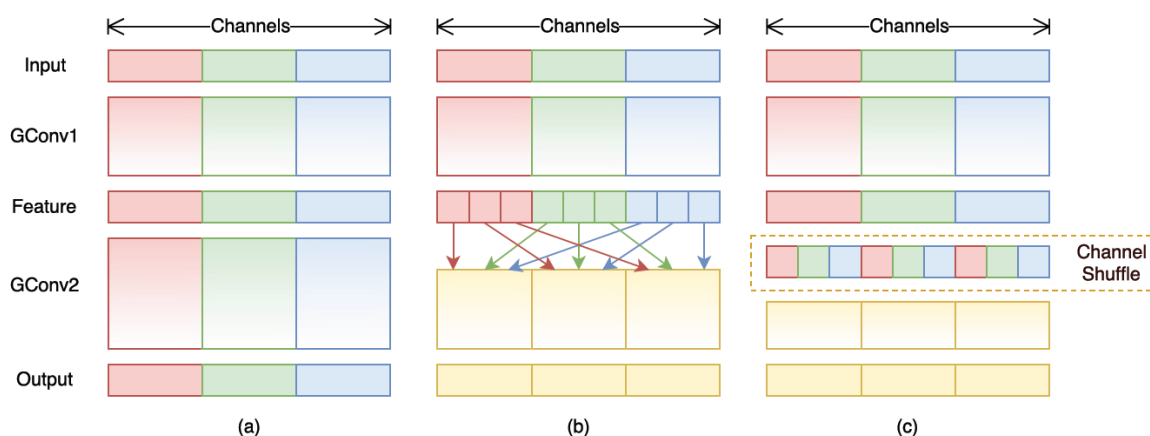 Channels
Channels
Channels
Input
GConv1
Feature
Channel
Shuffle
GConv2
Output
(a)
(b)
(c)